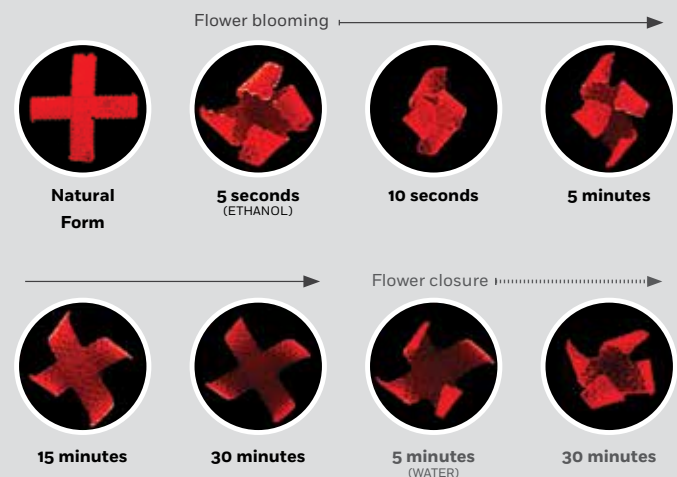 Flower blooming
Natural
Form
5 seconds
(ETHANOL)
10 seconds
5 minutes
Flower closure
15 minutes
30 minutes
5 minutes
(WATER)
30 minutes